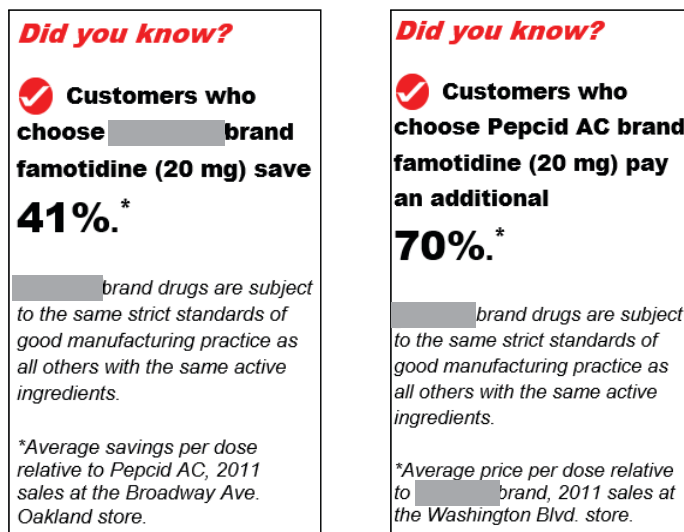 Did you know?
Customers who
choose brand
famotidine (20 mg) save
41%.*
brand drugs are subject
to the same strict standards of
good manufacturing practice as
all others with the same active
ingredients.
*Average savings per dose
relative to Pepcid AC, 2011
sales at the Broadway Ave.
Oakland store.
Did you know?
Customers who
choose Pepcid AC brand
famotidine (20 mg) pay
an additional
70%.*
brand drugs are subject
to the same strict standards of
good manufacturing practice as
all others with the same active
ingredients.
*Average price per dose relative
to brand, 2011 sales at
the Washington Blvd. store.